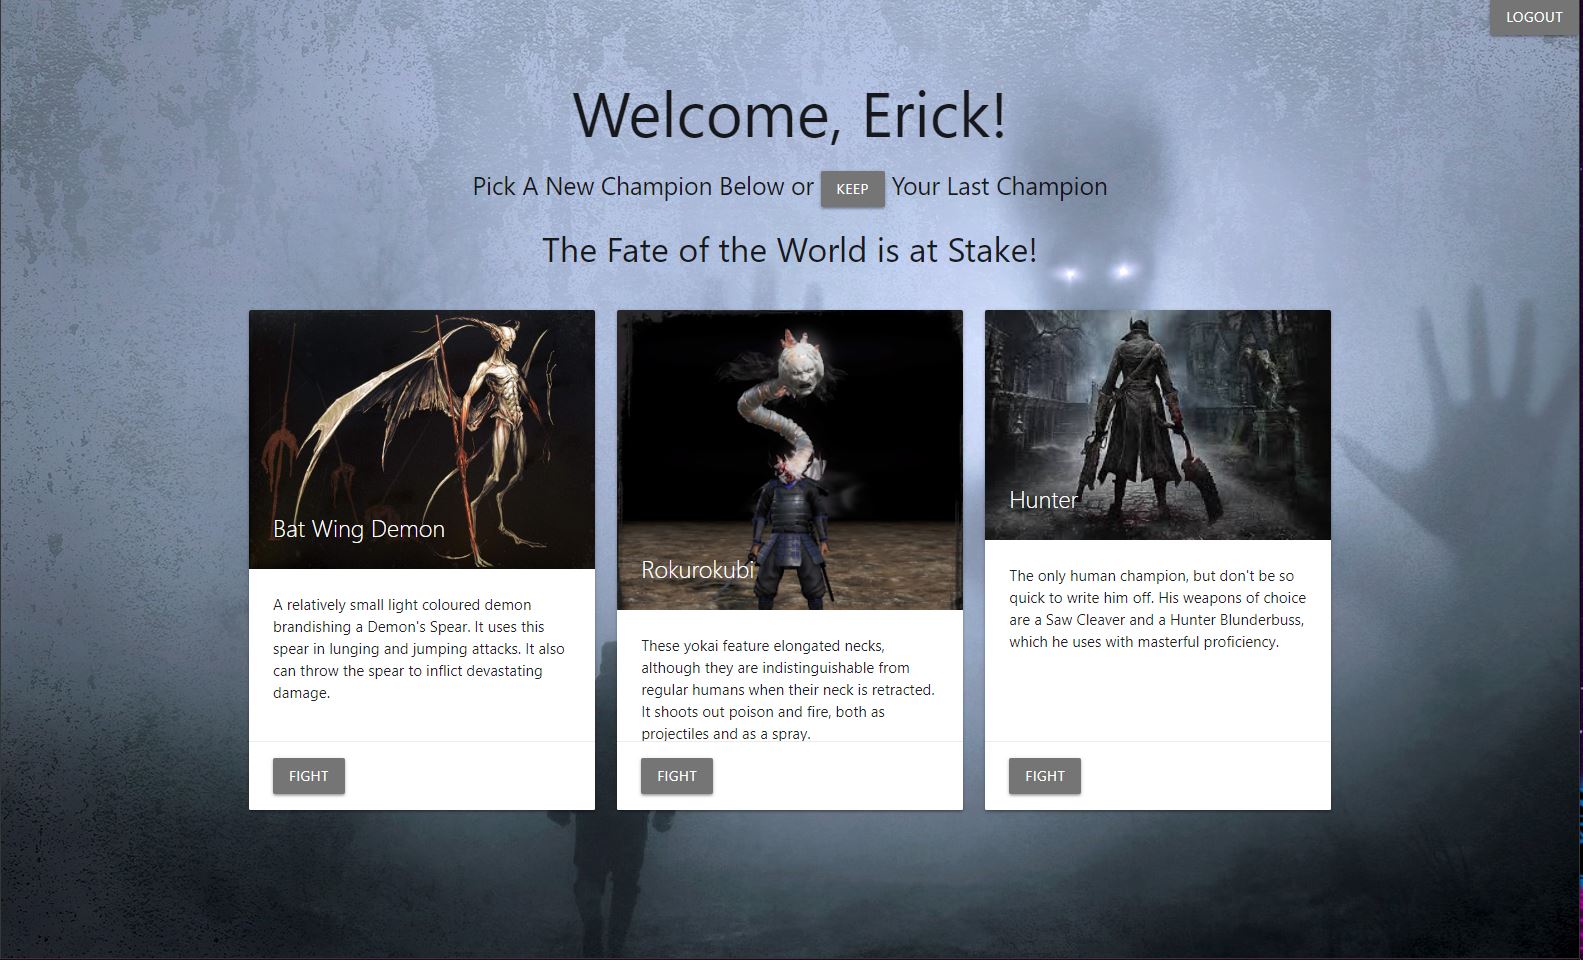 LOGOUT
Welcome, Erick!
Pick A New Champion Below or KEEP Your Last Champion
The Fate of the World is at Stake!
Bat Wing Demon
A relatively small light coloured demon
brandishing a Demon's Spear. It uses this
spear in lunging and jumping attacks. It also
can throw the spear to inflict devastating
damage.
FIGHT
Rokurokubi
These yokai feature elongated necks,
although they are indistinguishable from
regular humans when their neck is retracted.
It shoots out poison and fire, both as
projectiles and as a spray.
FIGHT
Hunter
The only human champion, but don't be so
quick to write him off. His weapons of choice
are a Saw Cleaver and a Hunter Blunderbuss,
which he uses with masterful proficiency.
FIGHT